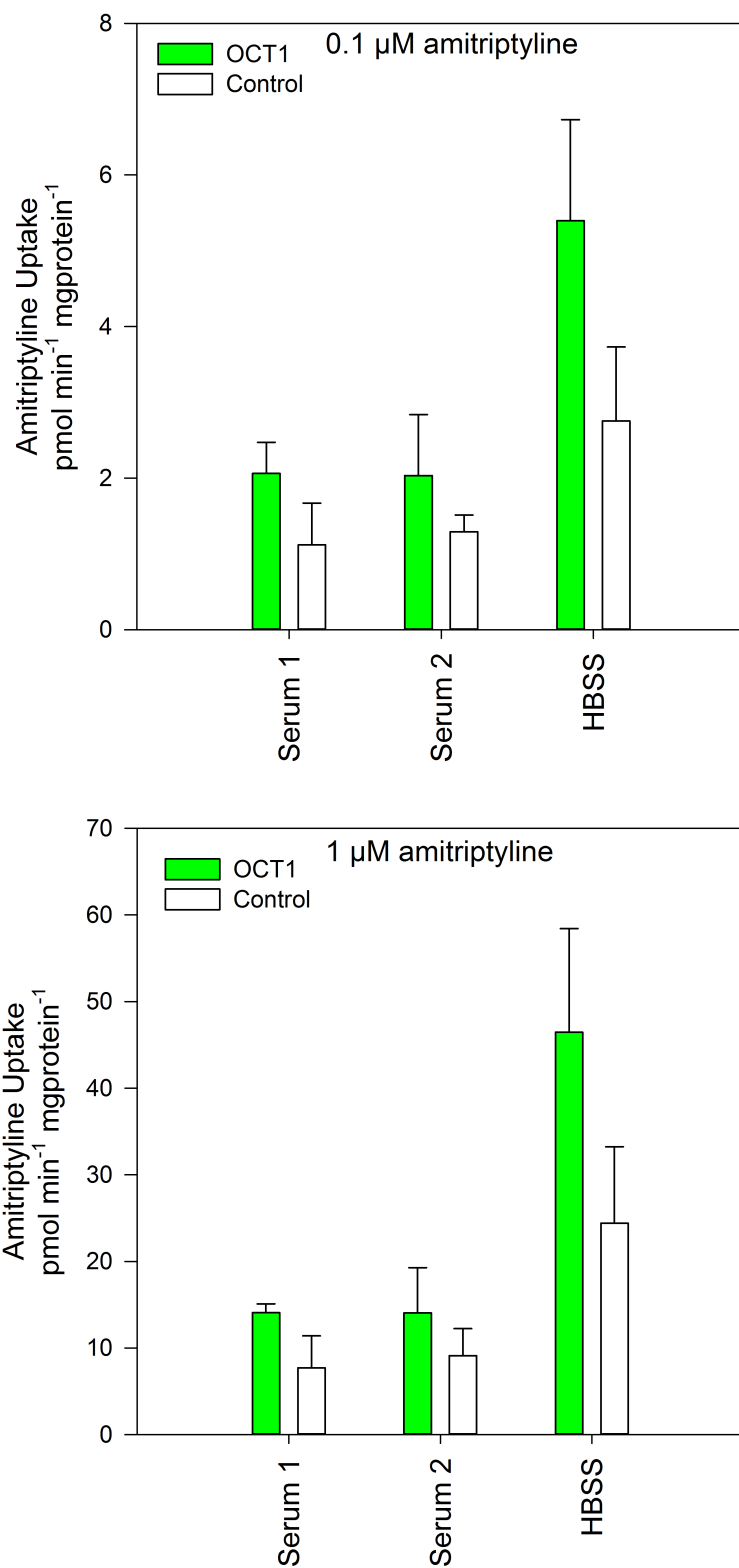 8
0.1 µM amitriptyline
OCT1
Control
6
4
2
0
Amitriptyline Uptake
pmol min⁻¹ mgprotein⁻¹
Serum 1
Serum 2
HBSS
70
1 µM amitriptyline
OCT1
Control
60
50
40
30
20
10
0
Amitriptyline Uptake
pmol min⁻¹ mgprotein⁻¹
Serum 1
Serum 2
HBSS